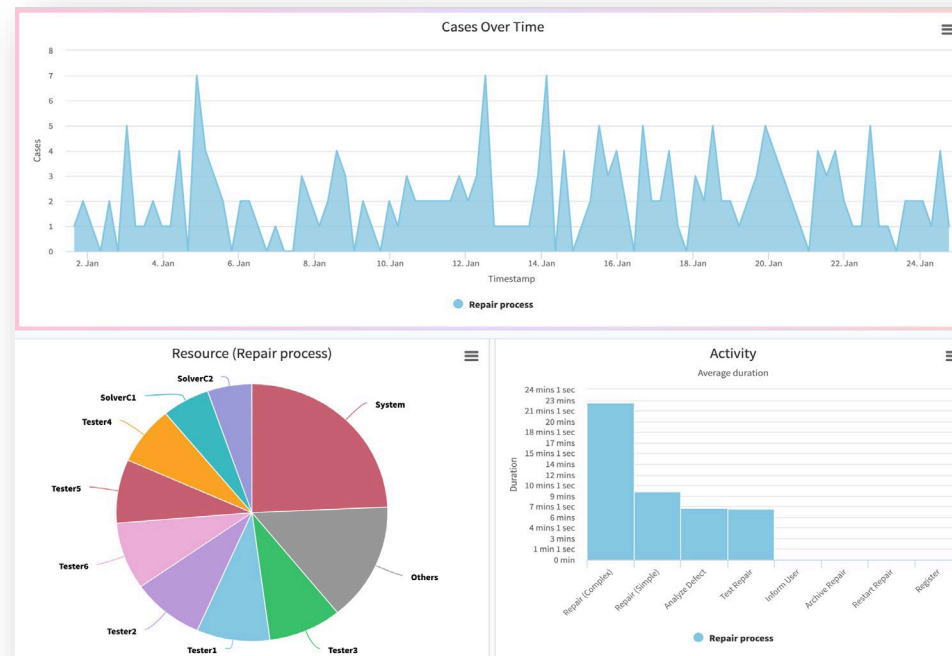 Cases Over Time
8
7
6
5
4
3
2
1
0
Cases
2. Jan 4. Jan 6. Jan 8. Jan 10. Jan 12. Jan 14. Jan 16. Jan 18. Jan 20. Jan 22. Jan 24. Jan
Timestamp
Repair process
Resource (Repair process)
SolverC2
SolverC1
System
Tester4
Tester5
Tester6
Others
Tester2
Tester1
Tester3
Activity
Average duration
24 mins 1 sec
23 mins
21 mins 1 sec
20 mins
18 mins 1 sec
17 mins
15 mins 1 sec
14 mins
12 mins
10 mins 1 sec
9 mins
7 mins 1 sec
6 mins
4 mins 1 sec
3 mins
1 min 1 sec
0 min
Duration
Repair (Complex)
Repair (Simple)
Analyze Defect
Test Repair
Inform User
Archive Repair
Restart Repair
Register
Repair process